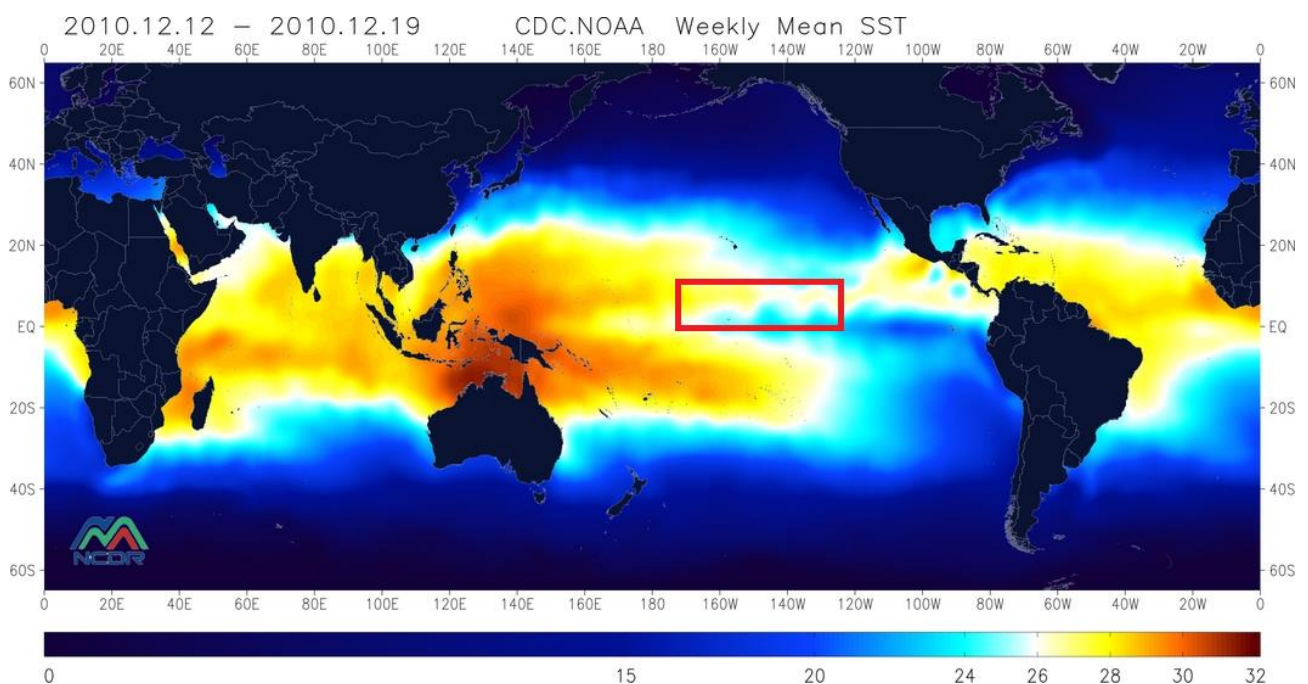 2010.12.12 – 2010.12.19 CDC.NOAA Weekly Mean SST
0 20E 40E 60E 80E 100E 120E 140E 160E 180 160W 140W 120W 100W 80W 60W 40W 20W 0
60N 60N
40N 40N
20N 20N
EQ EQ
20S 20S
40S 40S
NCDR
60S 60S
0 20E 40E 60E 80E 100E 120E 140E 160E 180 160W 140W 120W 100W 80W 60W 40W 20W 0
0 15 20 24 26 28 30 32